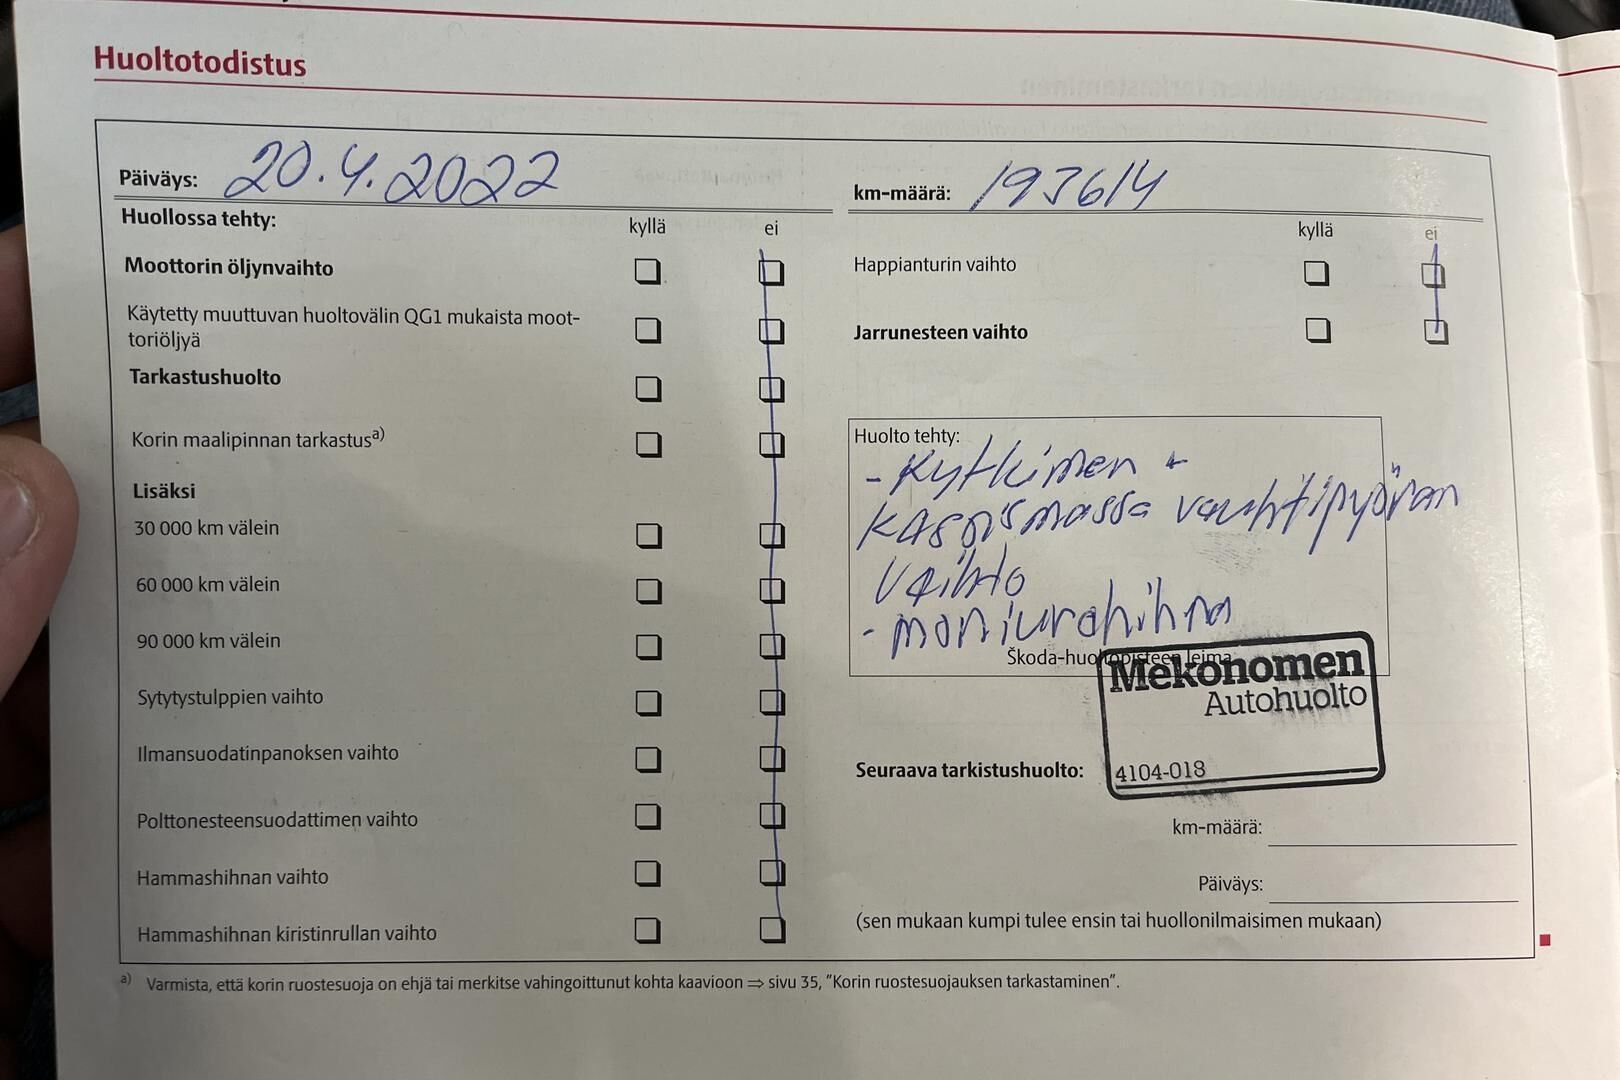 Huoltotodistus
Päiväys: 20.4.2022
km-määrä: 193614
Huollossa tehty:
kyllä ei
Moottorin öljynvaihto
Käytetty muuttuvan huoltovälin QG1 mukaista moot-
toriöljyä
Tarkastushuolto
Korin maalipinnan tarkastusa)
Lisäksi
30 000 km välein
60 000 km välein
90 000 km välein
Sytytystulppien vaihto
Ilmansuodatinpanoksen vaihto
Polttonesteensuodattimen vaihto
Hammashihnan vaihto
Hammashihnan kiristinrullan vaihto
kyllä ei
Happianturin vaihto
Jarrunesteen vaihto
Huolto tehty:
- Kytkimen +
kaspismassa vauhtipyörän
vaihto
- moniurahihna
Škoda-huoltopisteen leima
Mekonomen
Autohuolto
4104-018
Seuraava tarkistushuolto:
km-määrä:
Päiväys:
(sen mukaan kumpi tulee ensin tai huollonilmaisimen mukaan)
a) Varmista, että korin ruostesuoja on ehjä tai merkitse vahingoittunut kohta kaavioon ⇒ sivu 35, "Korin ruostesuojauksen tarkastaminen".